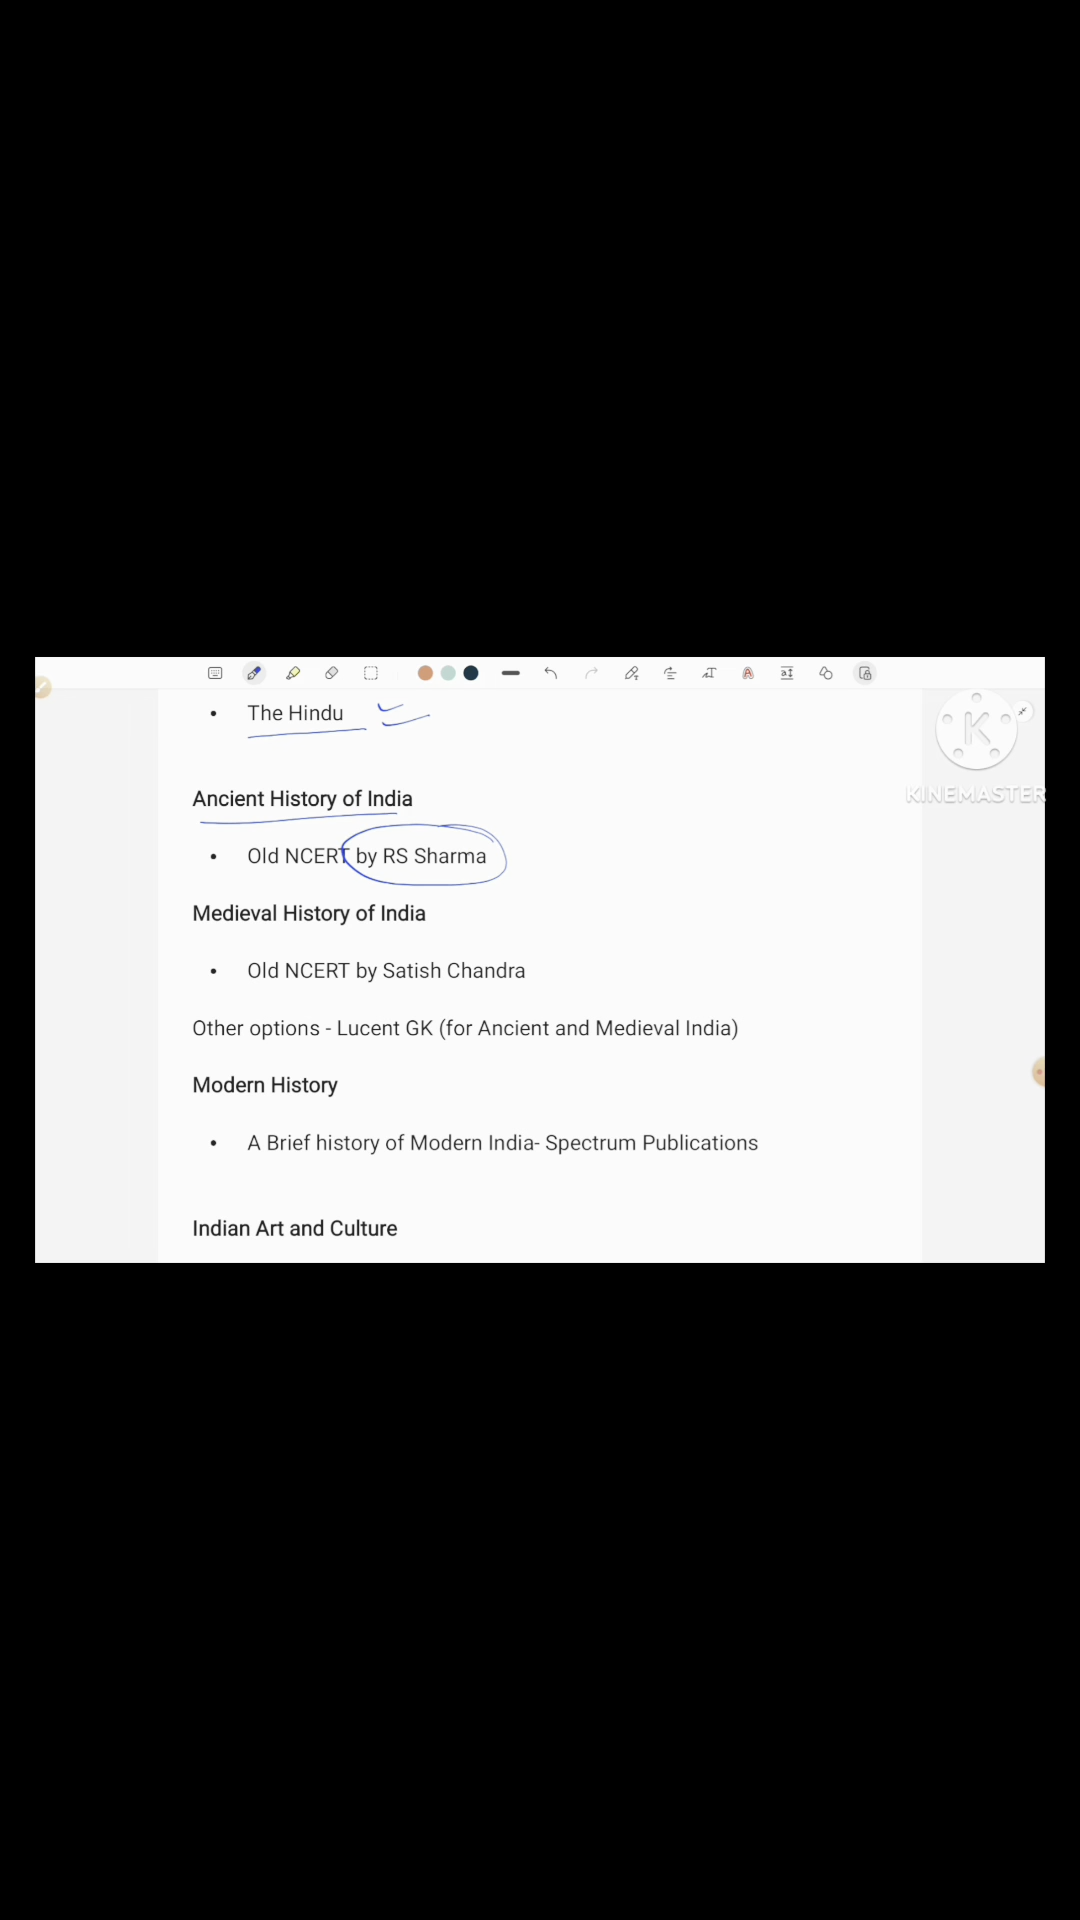 • The Hindu
Ancient History of India
• Old NCERT by RS Sharma
Medieval History of India
• Old NCERT by Satish Chandra
Other options - Lucent GK (for Ancient and Medieval India)
Modern History
• A Brief history of Modern India- Spectrum Publications
Indian Art and Culture
K
KINEMASTER